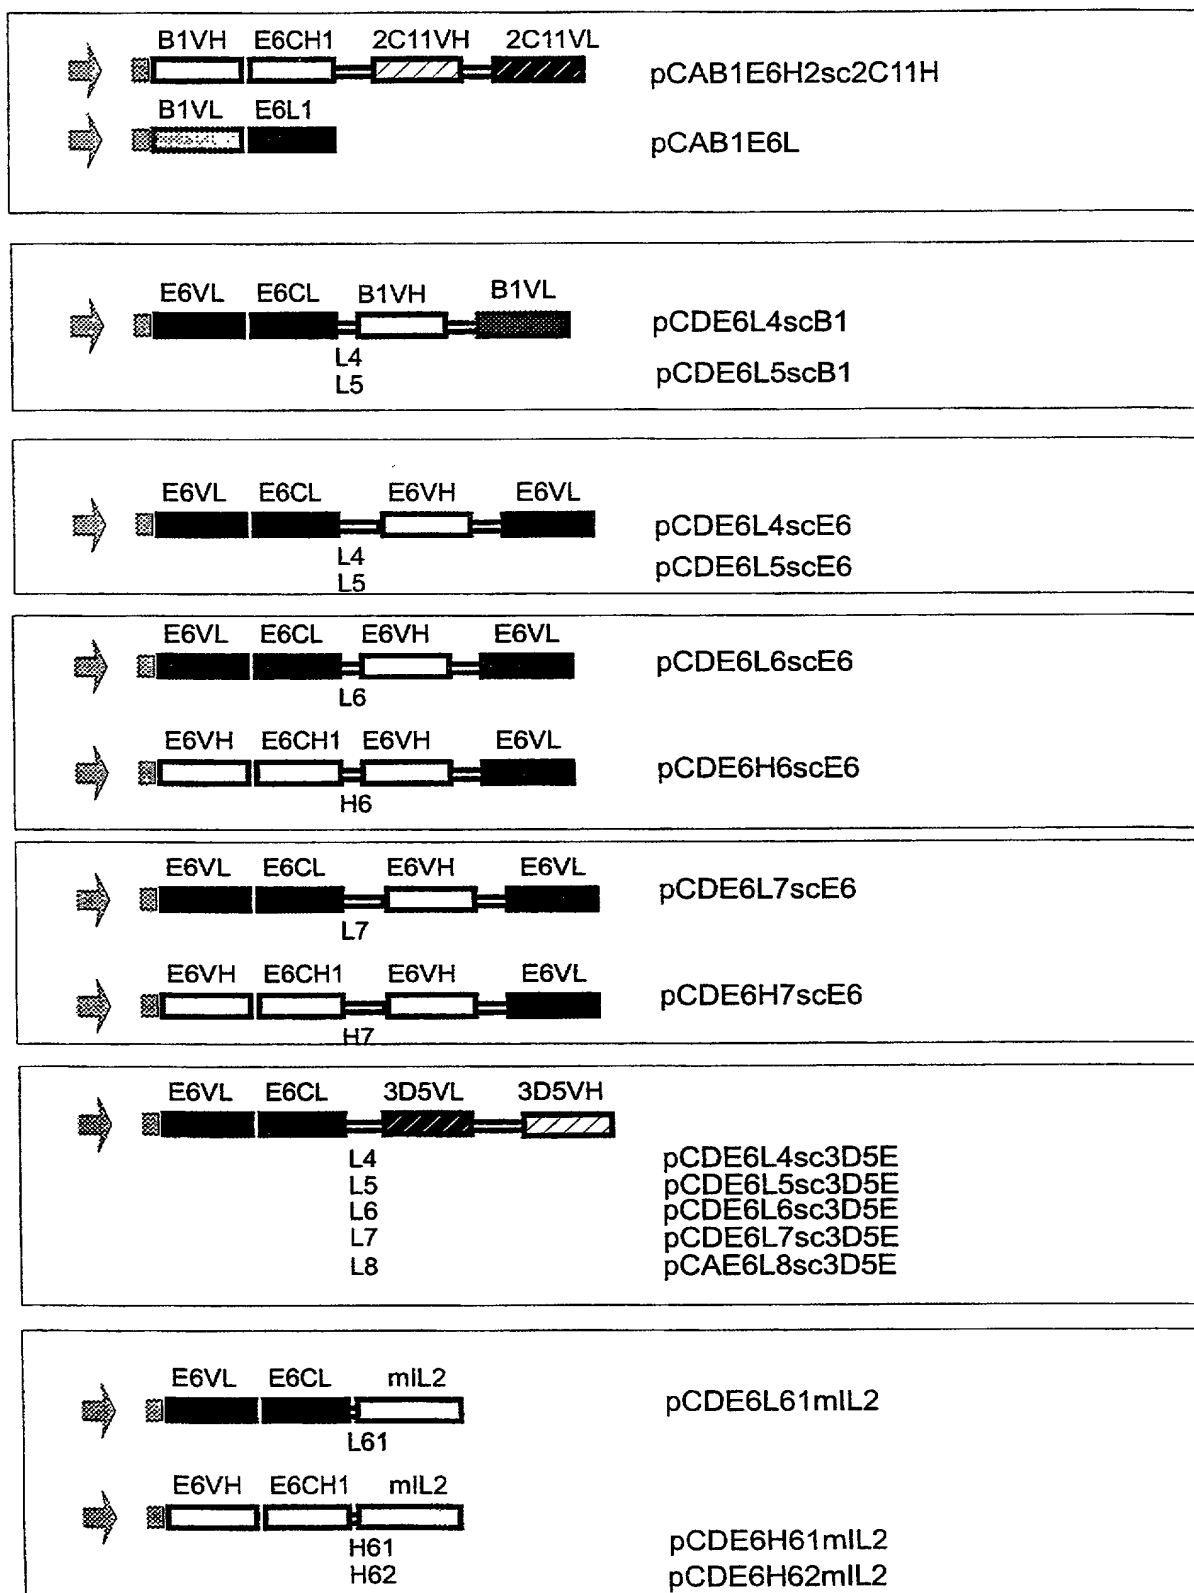 B1VH E6CH1 2C11VH 2C11VL
pCAB1E6H2sc2C11H
B1VL E6L1
pCAB1E6L
E6VL E6CL B1VH B1VL
pCDE6L4scB1
L4
L5
pCDE6L5scB1
E6VL E6CL E6VH E6VL
pCDE6L4scE6
L4
L5
pCDE6L5scE6
E6VL E6CL E6VH E6VL
pCDE6L6scE6
L6
E6VH E6CH1 E6VH E6VL
pCDE6H6scE6
H6
E6VL E6CL E6VH E6VL
pCDE6L7scE6
L7
E6VH E6CH1 E6VH E6VL
pCDE6H7scE6
H7
E6VL E6CL 3D5VL 3D5VH
L4 pCDE6L4sc3D5E
L5 pCDE6L5sc3D5E
L6 pCDE6L6sc3D5E
L7 pCDE6L7sc3D5E
L8 pCAE6L8sc3D5E
E6VL E6CL mIL2
pCDE6L61mIL2
L61
E6VH E6CH1 mIL2
H61 pCDE6H61mIL2
H62 pCDE6H62mIL2